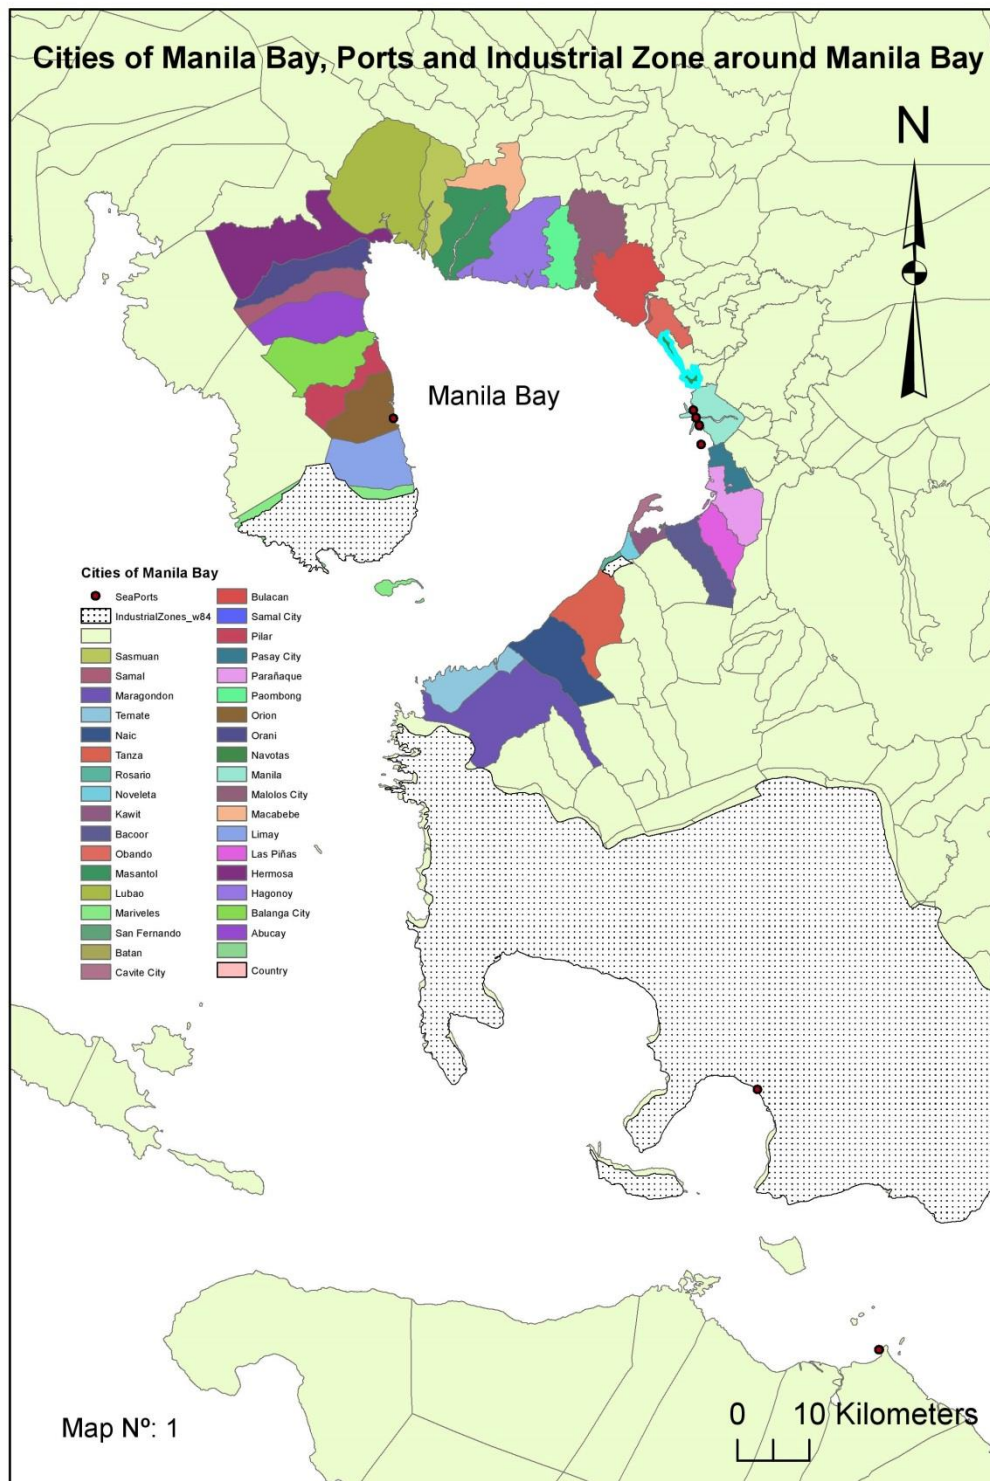 Cities of Manila Bay, Ports and Industrial Zone around Manila Bay
N
Manila Bay
Cities of Manila Bay
SeaPorts
IndustrialZones_w84
Sasmuan
Samal
Maragondon
Ternate
Naic
Tanza
Rosario
Noveleta
Kawit
Bacoor
Obando
Masantol
Lubao
Mariveles
San Fernando
Batan
Cavite City
Bulacan
Samal City
Pilar
Pasay City
Parañaque
Paombong
Orion
Orani
Navotas
Manila
Malolos City
Macabebe
Limay
Las Piñas
Hermosa
Hagonoy
Balanga City
Abucay
Country
Map Nº: 1
0 10 Kilometers